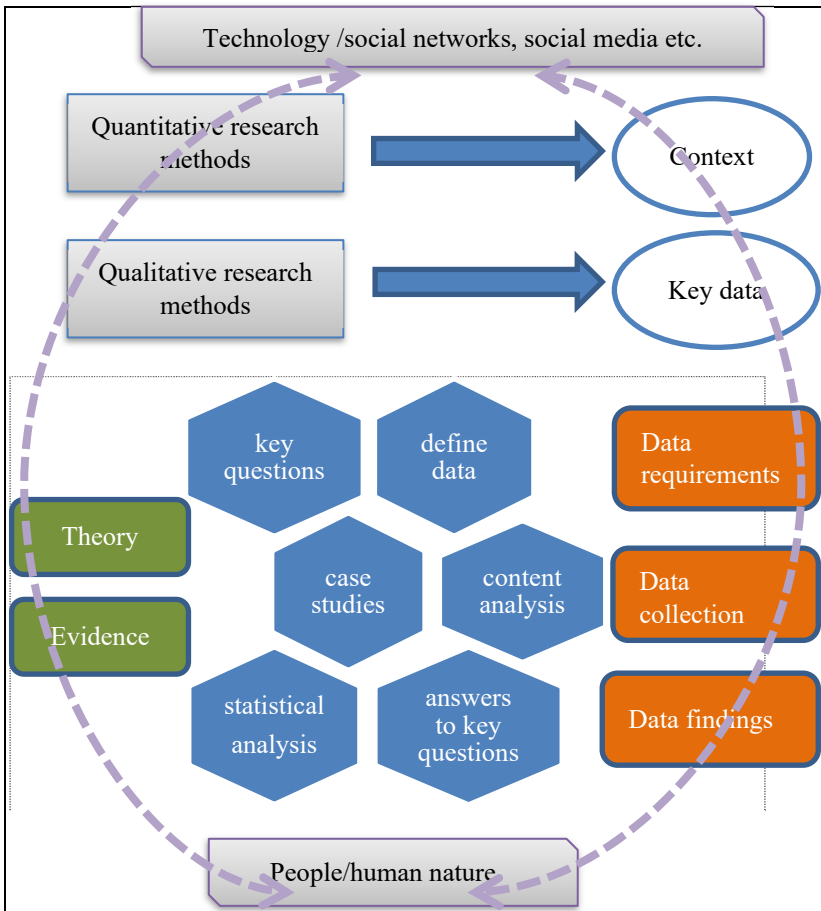 Technology /social networks, social media etc.
Quantitative research
methods
Context
Qualitative research
methods
Key data
key
questions
define
data
Data
requirements
Theory
case
studies
content
analysis
Data
collection
Evidence
statistical
analysis
answers
to key
questions
Data findings
People/human nature